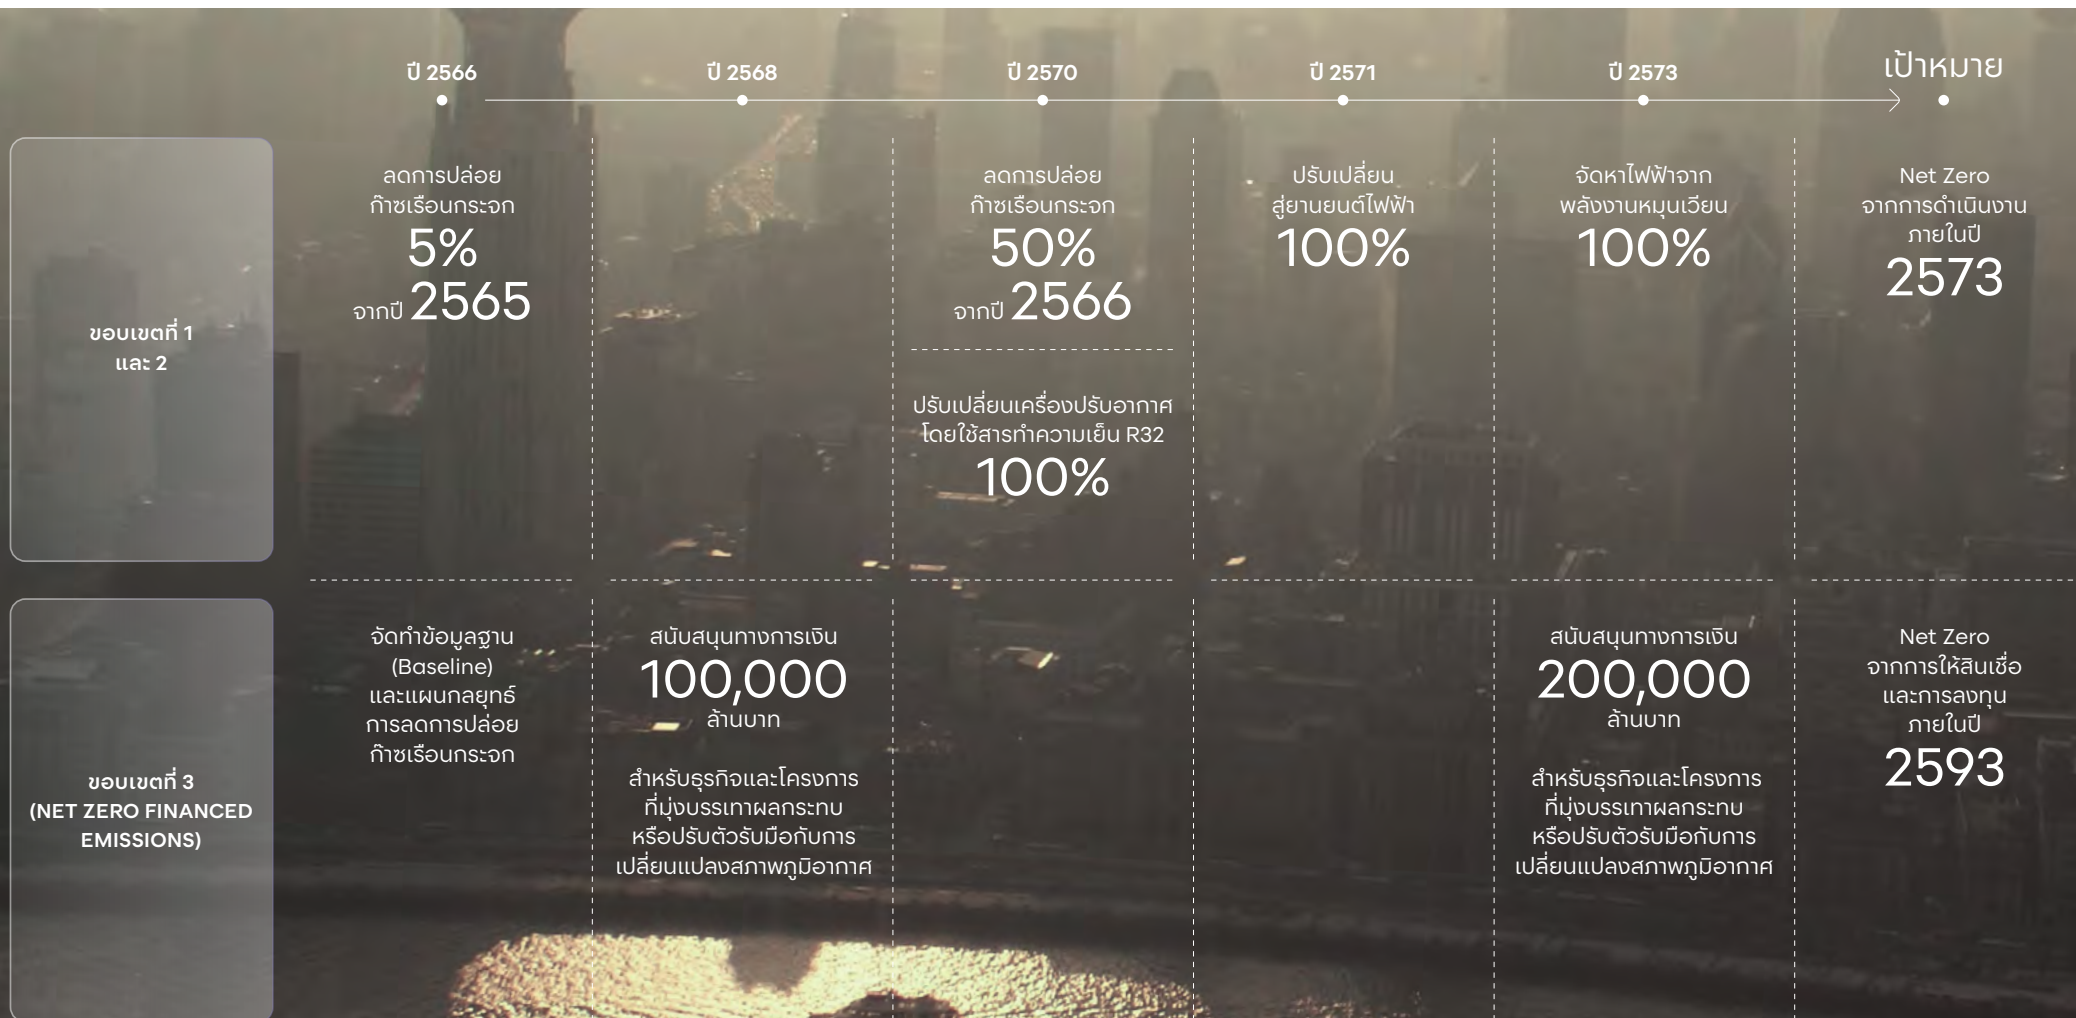 ปี 2566
ปี 2568
ปี 2570
ปี 2571
ปี 2573
เป้าหมาย
ขอบเขตที่ 1
และ 2
ลดการปล่อย
ก๊าซเรือนกระจก
5%
จากปี 2565
ลดการปล่อย
ก๊าซเรือนกระจก
50%
จากปี 2566
ปรับเปลี่ยนเครื่องปรับอากาศ
โดยใช้สารทำความเย็น R32
100%
ปรับเปลี่ยน
สู่ยานยนต์ไฟฟ้า
100%
จัดหาไฟฟ้าจาก
พลังงานหมุนเวียน
100%
Net Zero
จากการดำเนินงาน
ภายในปี
2573
ขอบเขตที่ 3
(NET ZERO FINANCED
EMISSIONS)
จัดทำข้อมูลฐาน
(Baseline)
และแผนกลยุทธ์
การลดการปล่อย
ก๊าซเรือนกระจก
สนับสนุนทางการเงิน
100,000
ล้านบาท
สำหรับธุรกิจและโครงการ
ที่มุ่งบรรเทาผลกระทบ
หรือปรับตัวรับมือกับการ
เปลี่ยนแปลงสภาพภูมิอากาศ
สนับสนุนทางการเงิน
200,000
ล้านบาท
สำหรับธุรกิจและโครงการ
ที่มุ่งบรรเทาผลกระทบ
หรือปรับตัวรับมือกับการ
เปลี่ยนแปลงสภาพภูมิอากาศ
Net Zero
จากการให้สินเชื่อ
และการลงทุน
ภายในปี
2593